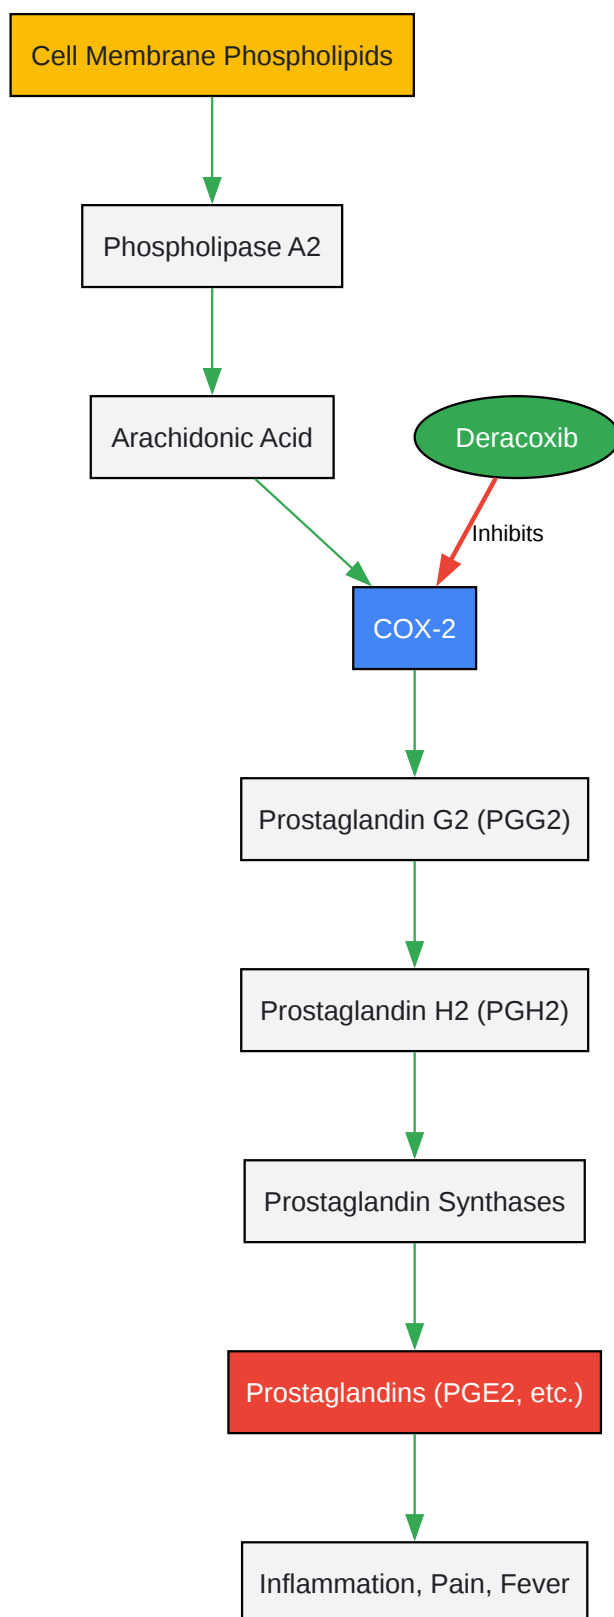 Cell Membrane Phospholipids
Phospholipase A2
Arachidonic Acid
Deracoxib
Inhibits
COX-2
Prostaglandin G2 (PGG2)
Prostaglandin H2 (PGH2)
Prostaglandin Synthases
Prostaglandins (PGE2, etc.)
Inflammation, Pain, Fever